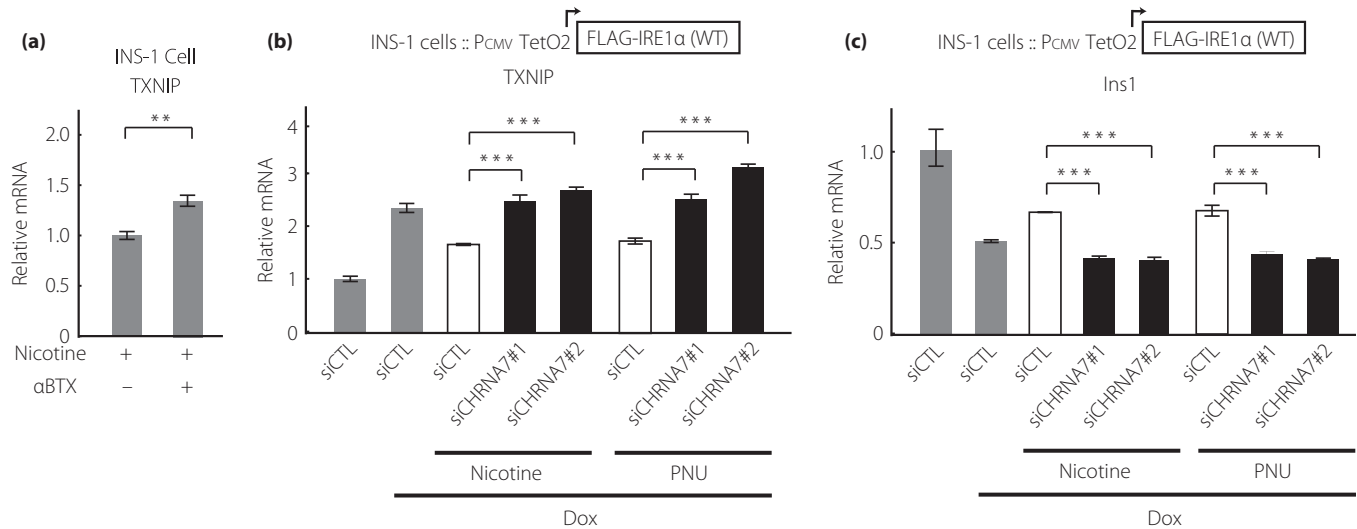 (a)
INS-1 Cell
TXNIP
**
Relative mRNA
2.0
1.5
1.0
0.5
0
Nicotine + +
αBTX – +
(b)
INS-1 cells :: PCMV TetO2 FLAG-IRE1α (WT)
TXNIP
***
***
***
***
Relative mRNA
4
3
2
1
0
siCTL
siCTL
siCTL
siCHRNA7#1
siCHRNA7#2
siCTL
siCHRNA7#1
siCHRNA7#2
Nicotine PNU
Dox
(c)
INS-1 cells :: PCMV TetO2 FLAG-IRE1α (WT)
Ins1
***
***
***
***
Relative mRNA
1.0
0.5
0
siCTL
siCTL
siCTL
siCHRNA7#1
siCHRNA7#2
siCTL
siCHRNA7#1
siCHRNA7#2
Nicotine PNU
Dox